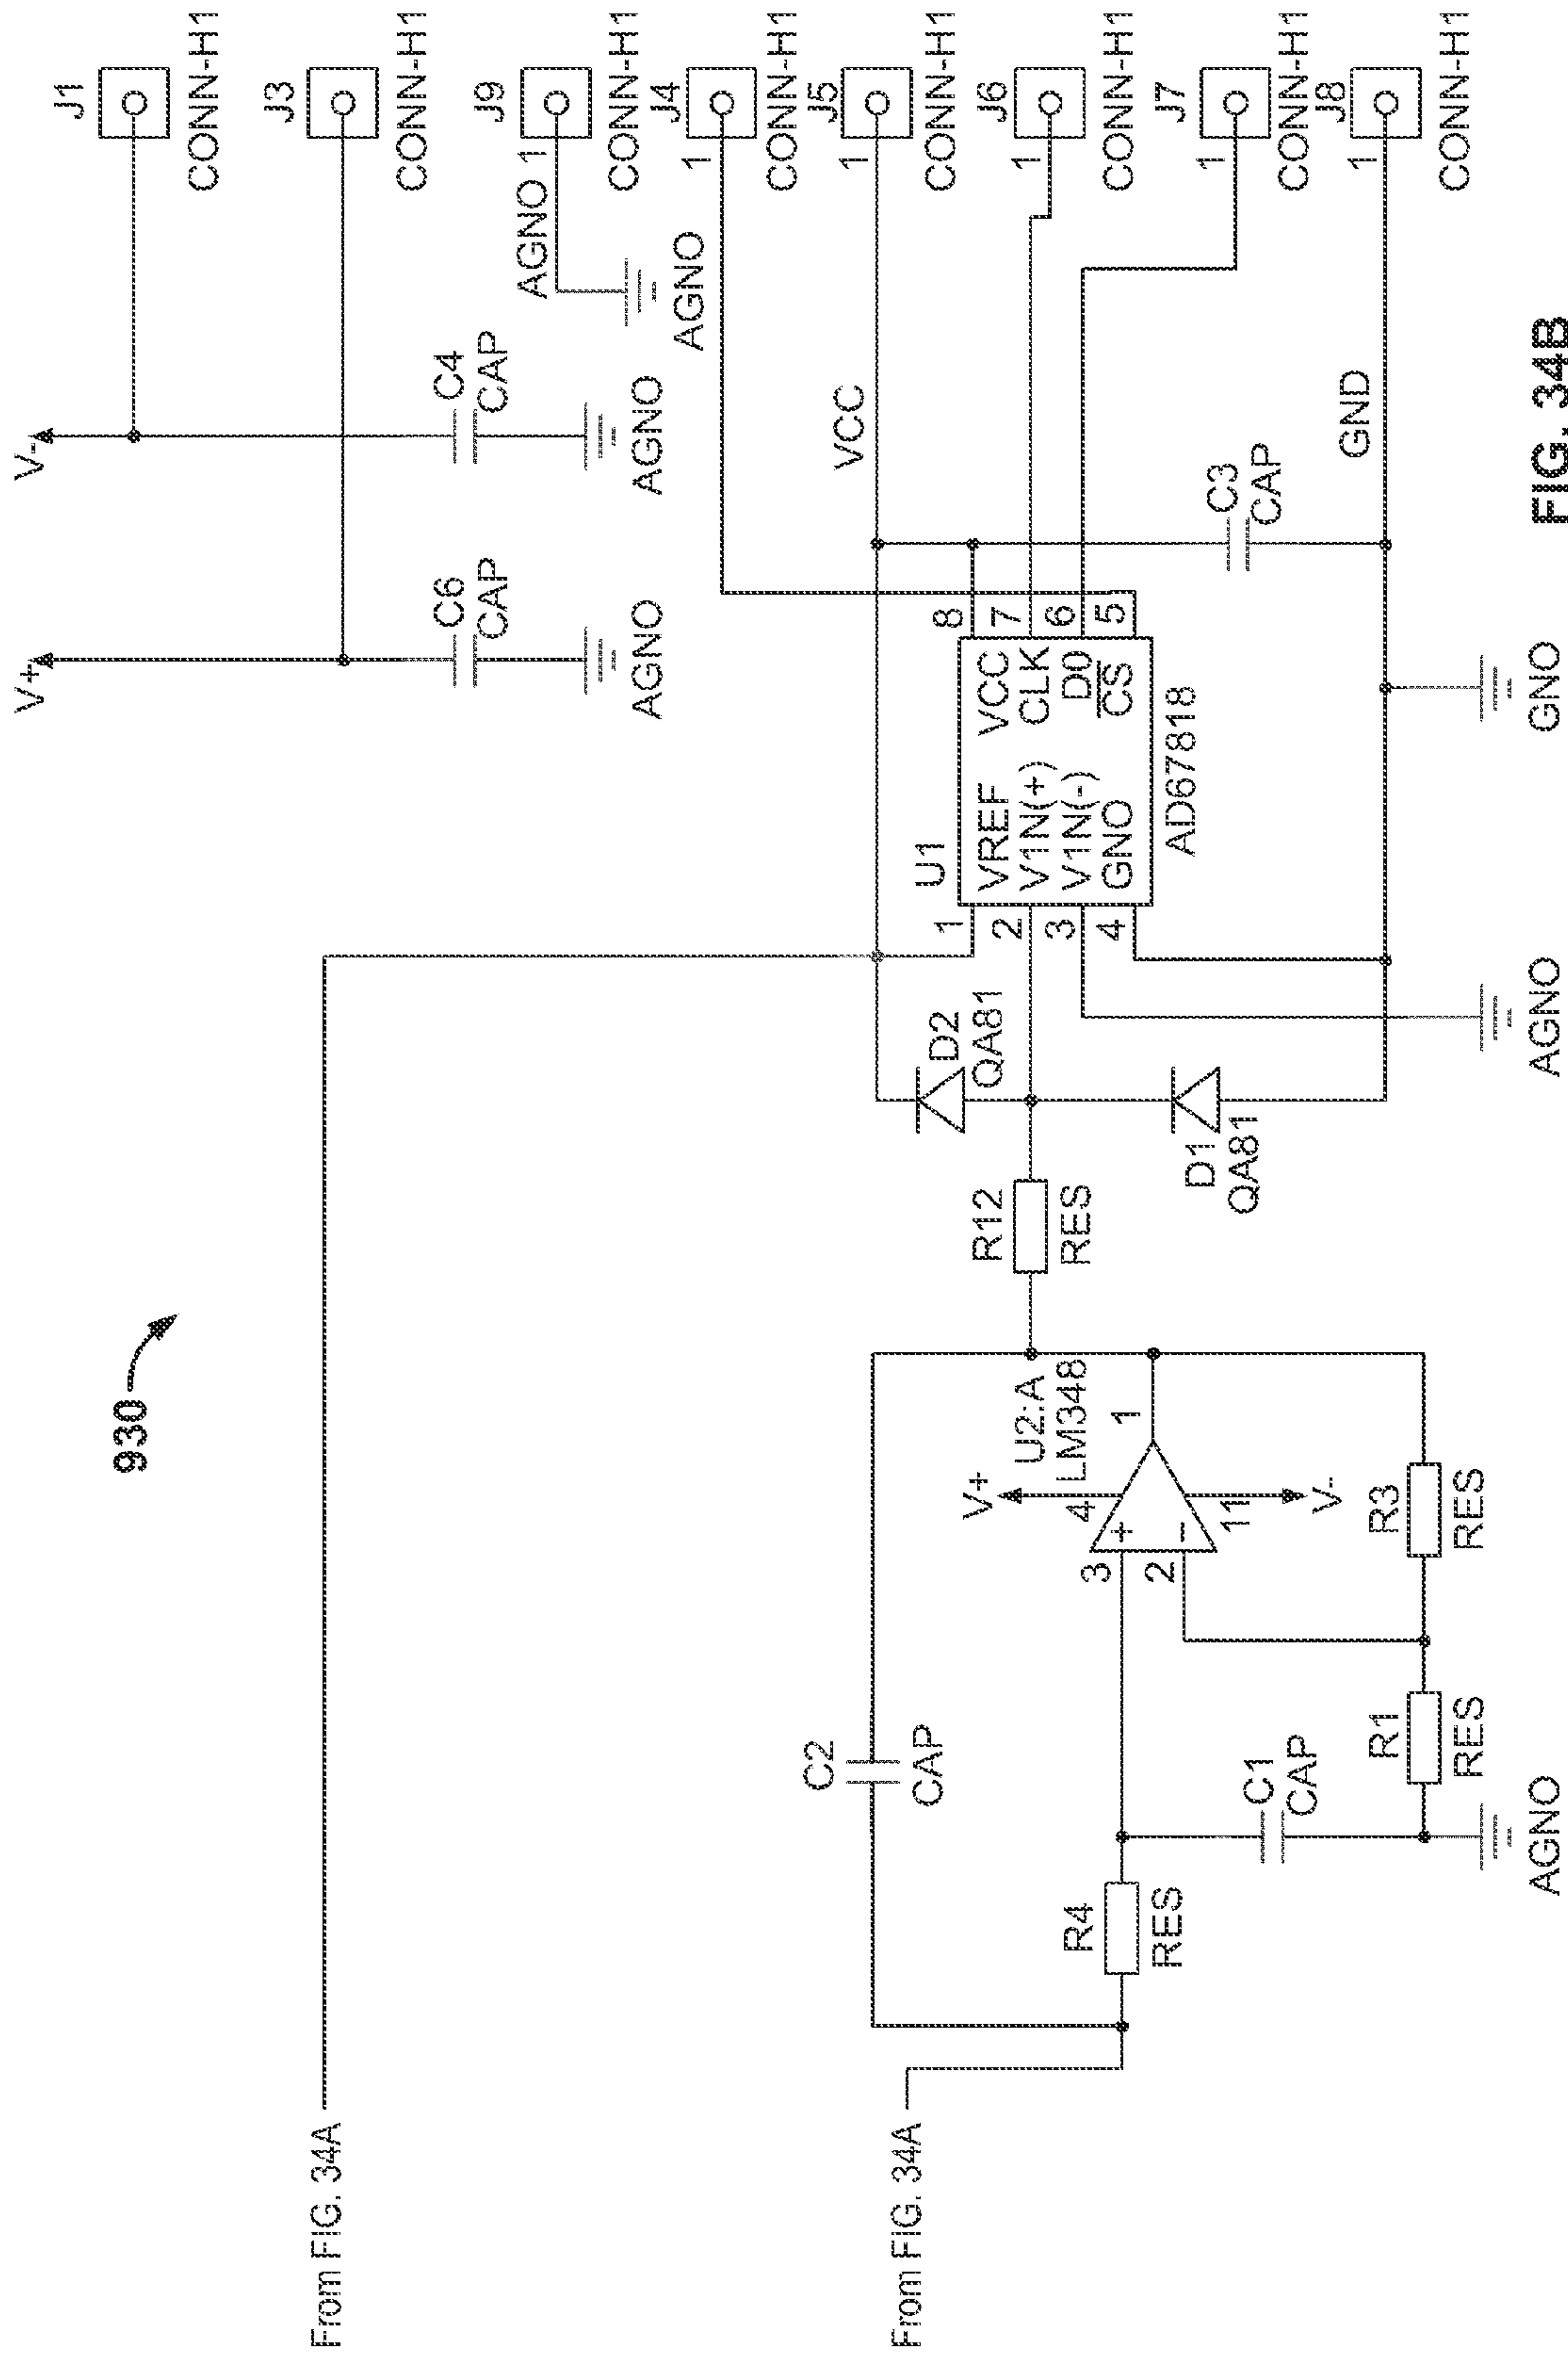 930
From FIG. 34A
From FIG. 34A
V+
V-
J1
CONN-H1
J3
CONN-H1
C6
CAP
AGNO
C4
CAP
AGNO
AGNO 1
J9
CONN-H1
AGNO
1
J4
CONN-H1
VCC
1
J5
CONN-H1
1
J6
CONN-H1
1
J7
CONN-H1
GND
1
J8
CONN-H1
C2
CAP
R4
RES
C1
CAP
R1
RES
AGNO
R3
RES
3
2
+
-
V+
4
11
V-
1
U2:A
LM348
R12
RES
D2
QA81
D1
QA81
U1
1
2
3
4
VREF
V1N(+)
V1N(-)
GNO
VCC
CLK
D0
CS
8
7
6
5
AD67818
C3
CAP
AGNO
GNO
FIG. 34B